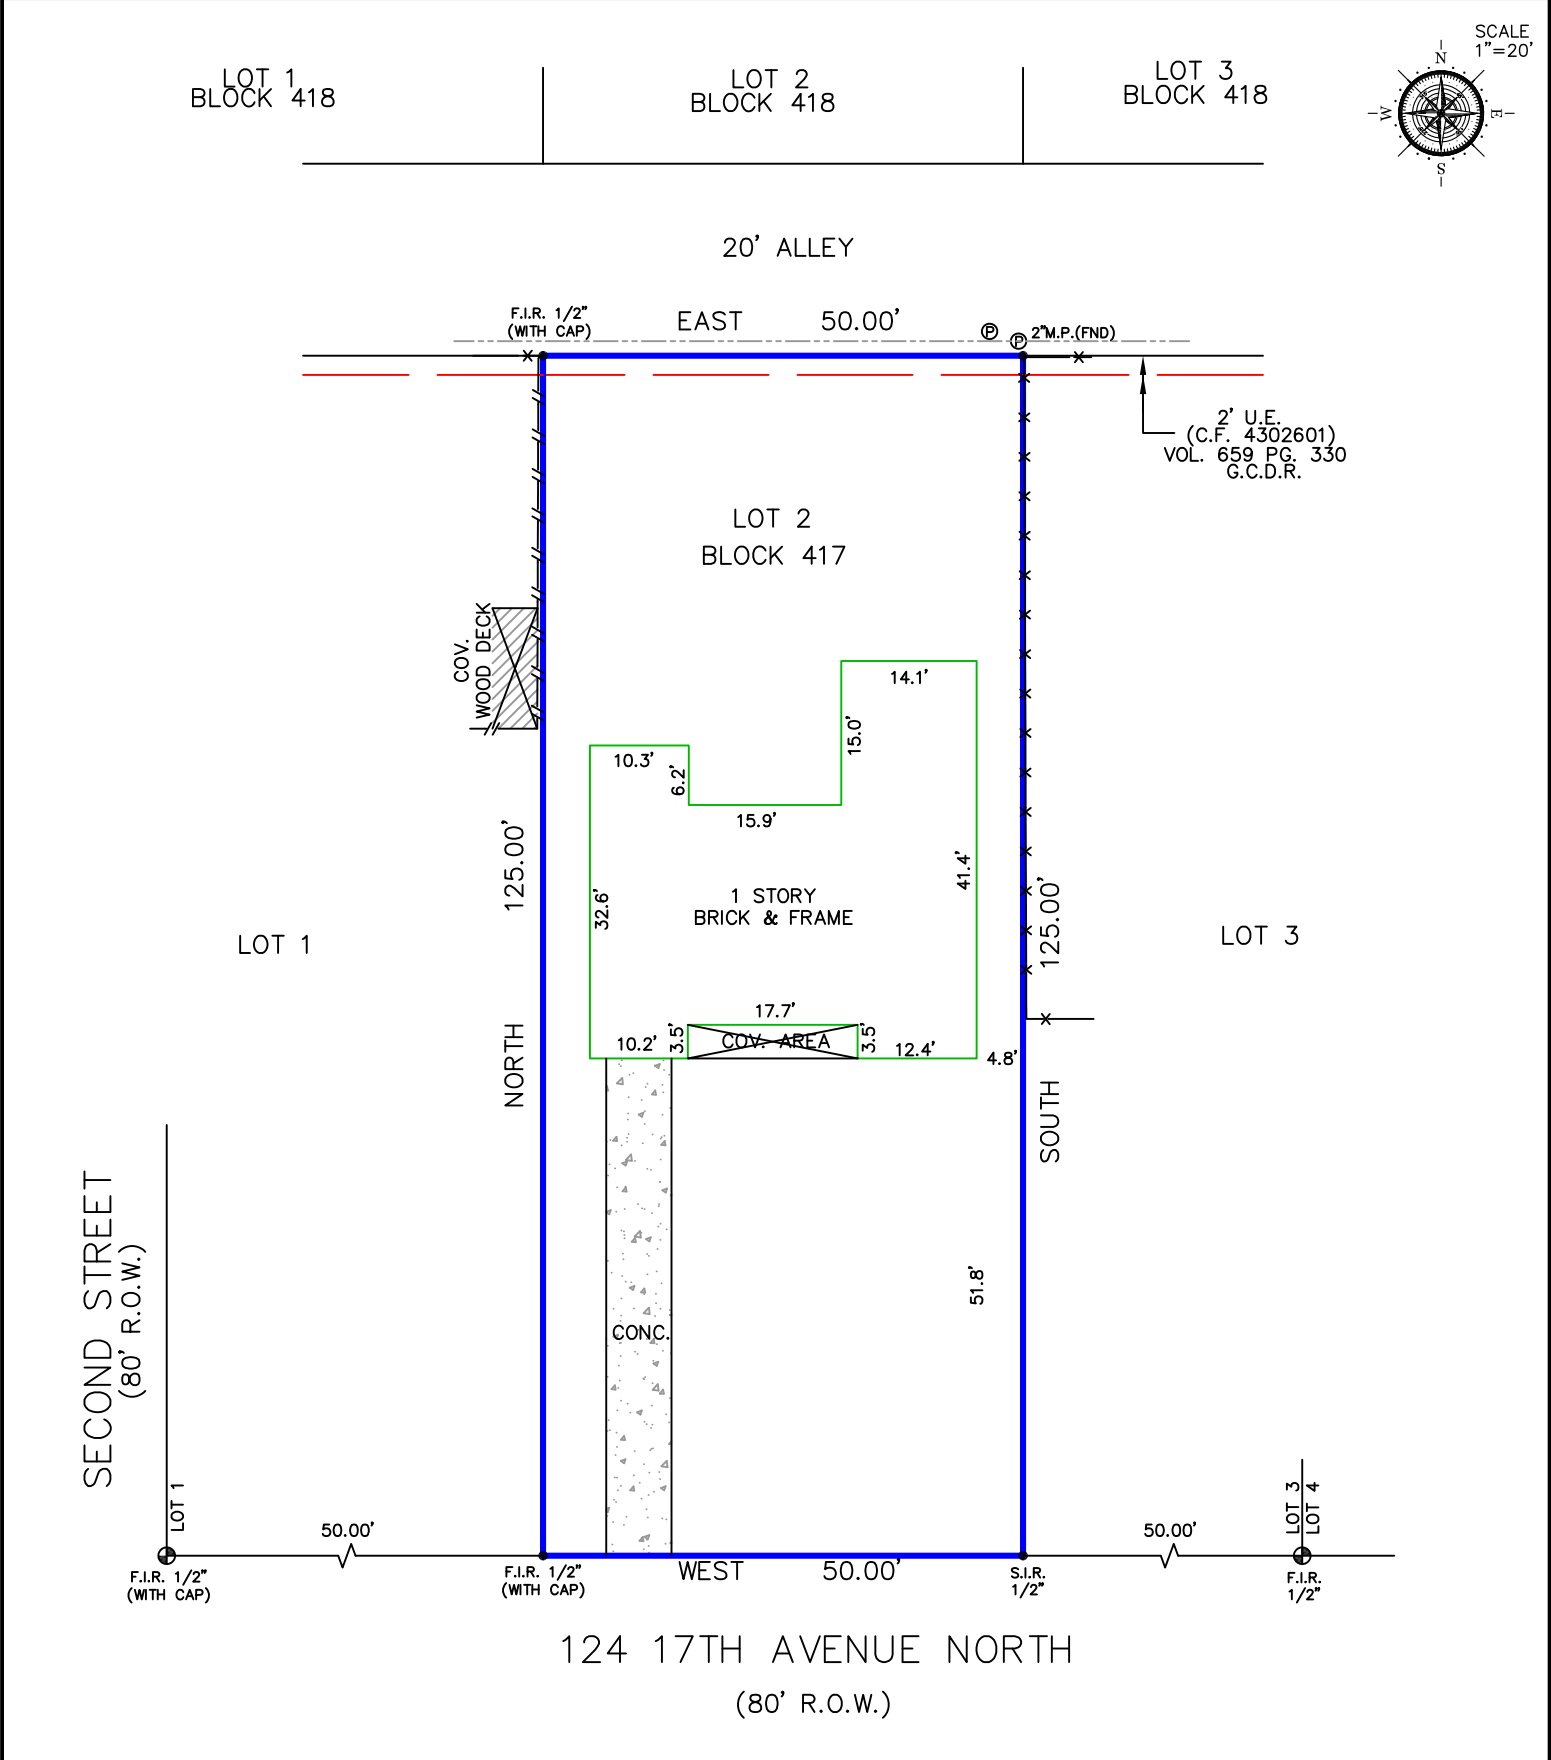 SCALE
1"=20'
N
W
E
S
LOT 1
BLOCK 418
LOT 2
BLOCK 418
LOT 3
BLOCK 418
20' ALLEY
F.I.R. 1/2"
(WITH CAP)
EAST 50.00'
P
P
2"M.P.(FND)
2' U.E.
(C.F. 4302601)
VOL. 659 PG. 330
G.C.D.R.
LOT 2
BLOCK 417
COV.
WOOD DECK
14.1'
15.0'
10.3'
6.2'
15.9'
NORTH 125.00'
32.6'
41.4'
1 STORY
BRICK & FRAME
SOUTH 125.00'
LOT 1
LOT 3
17.7'
10.2'
3.5'
COV. AREA
3.5'
12.4'
4.8'
51.8'
CONC.
SECOND STREET
(80' R.O.W.)
LOT 1
LOT 3
LOT 4
50.00'
50.00'
F.I.R. 1/2"
(WITH CAP)
F.I.R. 1/2"
(WITH CAP)
WEST 50.00'
S.I.R.
1/2"
F.I.R.
1/2"
124 17TH AVENUE NORTH
(80' R.O.W.)